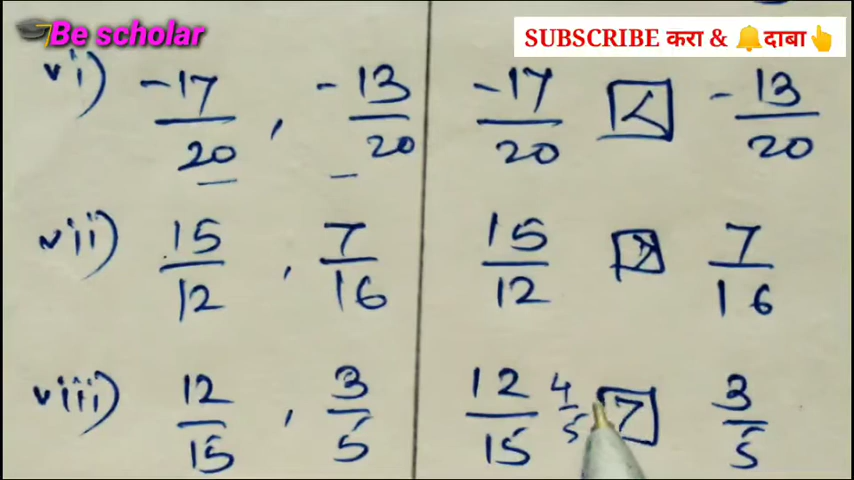 Be scholar
SUBSCRIBE करा & 🔔दाबा👆
vi) -17/20 , -13/20 -17/20 < -13/20
vii) 15/12 , 7/16 15/12 > 7/16
viii) 12/15 , 3/5 12/15 4/5 > 3/5